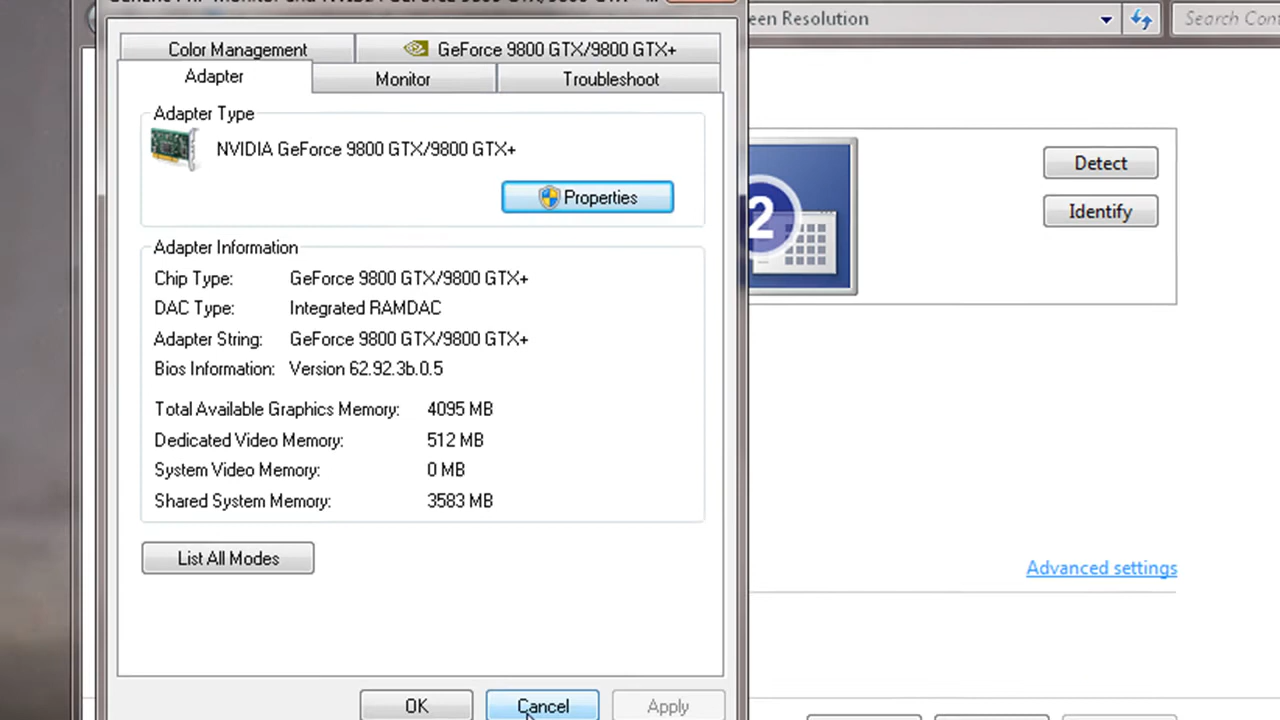 een Resolution
Search Cont
Color Management
GeForce 9800 GTX/9800 GTX+
Adapter
Monitor
Troubleshoot
Adapter Type
NVIDIA GeForce 9800 GTX/9800 GTX+
Properties
Adapter Information
Chip Type: GeForce 9800 GTX/9800 GTX+
DAC Type: Integrated RAMDAC
Adapter String: GeForce 9800 GTX/9800 GTX+
Bios Information: Version 62.92.3b.0.5
Total Available Graphics Memory: 4095 MB
Dedicated Video Memory: 512 MB
System Video Memory: 0 MB
Shared System Memory: 3583 MB
List All Modes
OK
Cancel
Apply
2
Detect
Identify
Advanced settings